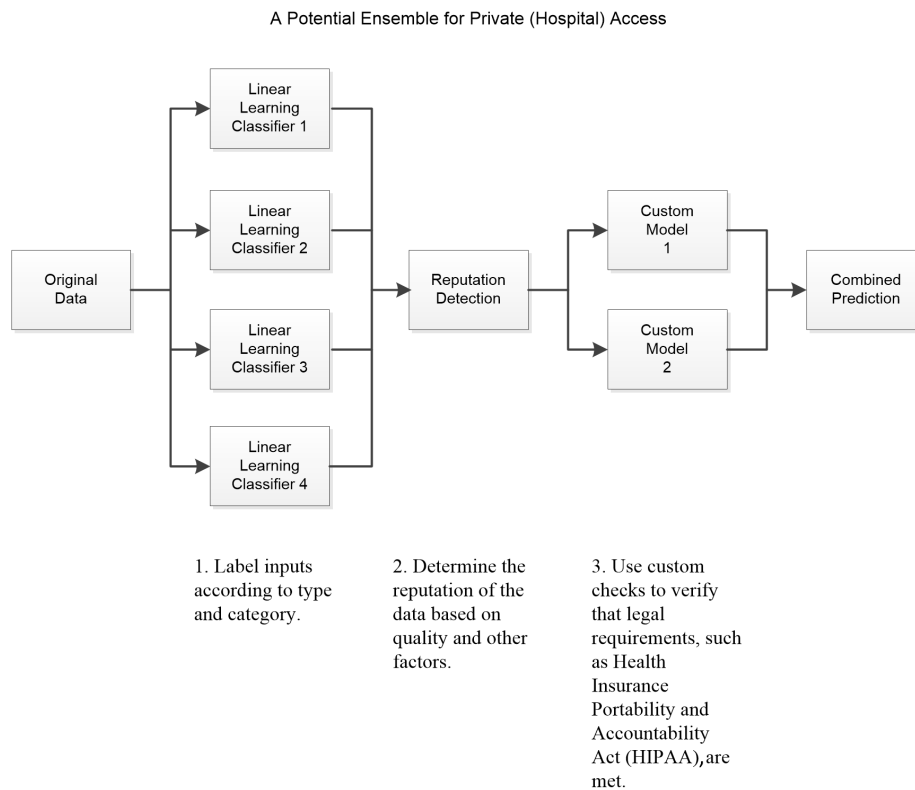 A Potential Ensemble for Private (Hospital) Access
Linear
Learning
Classifier 1
Linear
Learning
Classifier 2
Linear
Learning
Classifier 3
Linear
Learning
Classifier 4
Original
Data
Reputation
Detection
Custom
Model
1
Custom
Model
2
Combined
Prediction
1. Label inputs
according to type
and category.
2. Determine the
reputation of the
data based on
quality and other
factors.
3. Use custom
checks to verify
that legal
requirements, such
as Health
Insurance
Portability and
Accountability
Act (HIPAA), are
met.